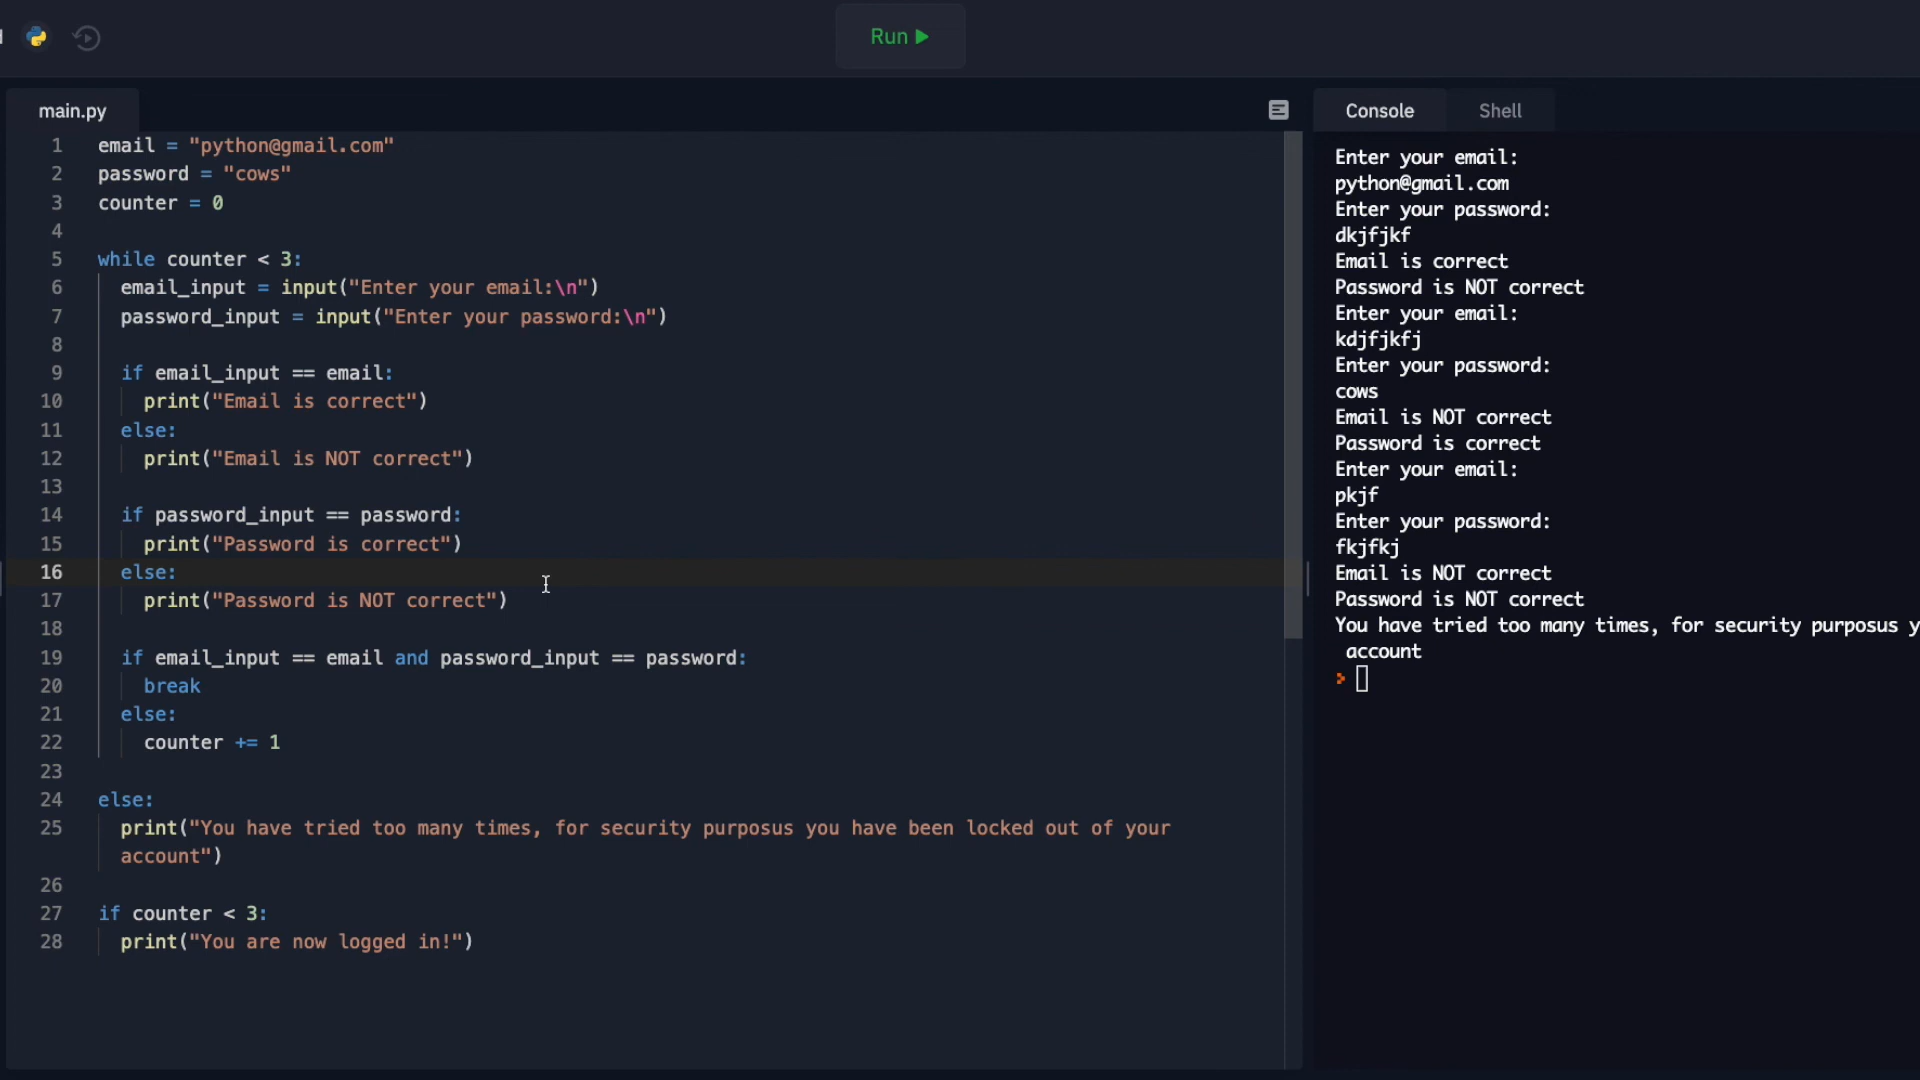 Run
main.py
Console Shell
1 email = "python@gmail.com"
2 password = "cows"
3 counter = 0
4
5 while counter < 3:
6 email_input = input("Enter your email:\n")
7 password_input = input("Enter your password:\n")
8
9 if email_input == email:
10 print("Email is correct")
11 else:
12 print("Email is NOT correct")
13
14 if password_input == password:
15 print("Password is correct")
16 else:
17 print("Password is NOT correct")
18
19 if email_input == email and password_input == password:
20 break
21 else:
22 counter += 1
23
24 else:
25 print("You have tried too many times, for security purposus you have been locked out of your
account")
26
27 if counter < 3:
28 print("You are now logged in!")
Enter your email:
python@gmail.com
Enter your password:
dkjfjkf
Email is correct
Password is NOT correct
Enter your email:
kdjfjkfj
Enter your password:
cows
Email is NOT correct
Password is correct
Enter your email:
pkjf
Enter your password:
fkjfkj
Email is NOT correct
Password is NOT correct
You have tried too many times, for security purposus y
account